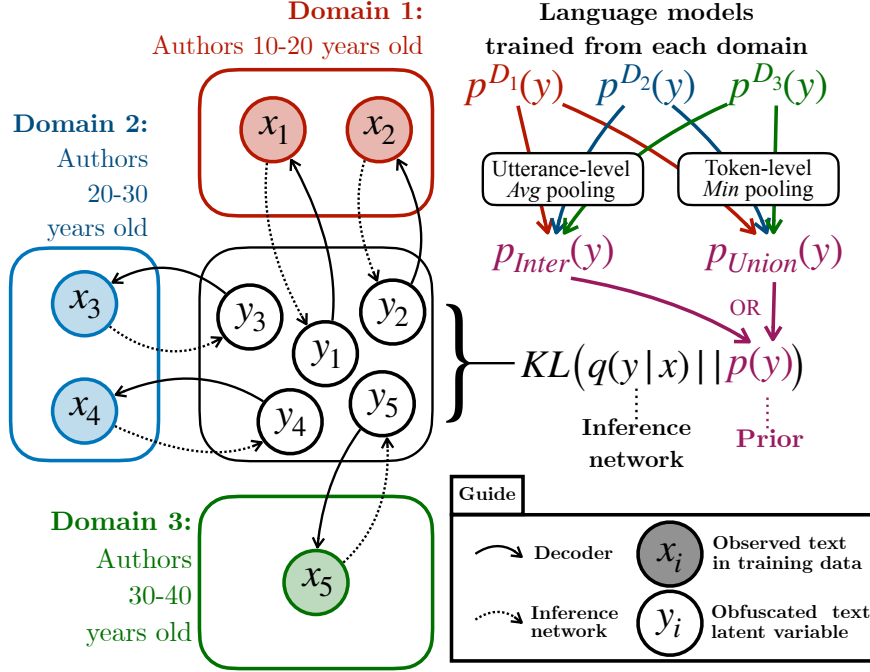 Domain 1:
Authors 10-20 years old
Language models
trained from each domain
p^{D_1}(y)
p^{D_2}(y)
p^{D_3}(y)
Domain 2:
Authors
20-30
years old
x_1
x_2
Utterance-level
Avg pooling
Token-level
Min pooling
p_{Inter}(y)
p_{Union}(y)
OR
x_3
x_4
y_3
y_1
y_2
y_4
y_5
KL(q(y|x)||p(y))
Inference
network
Prior
Domain 3:
Authors
30-40
years old
x_5
Guide
Decoder
x_i
Observed text
in training data
Inference
network
y_i
Obfuscated text
latent variable